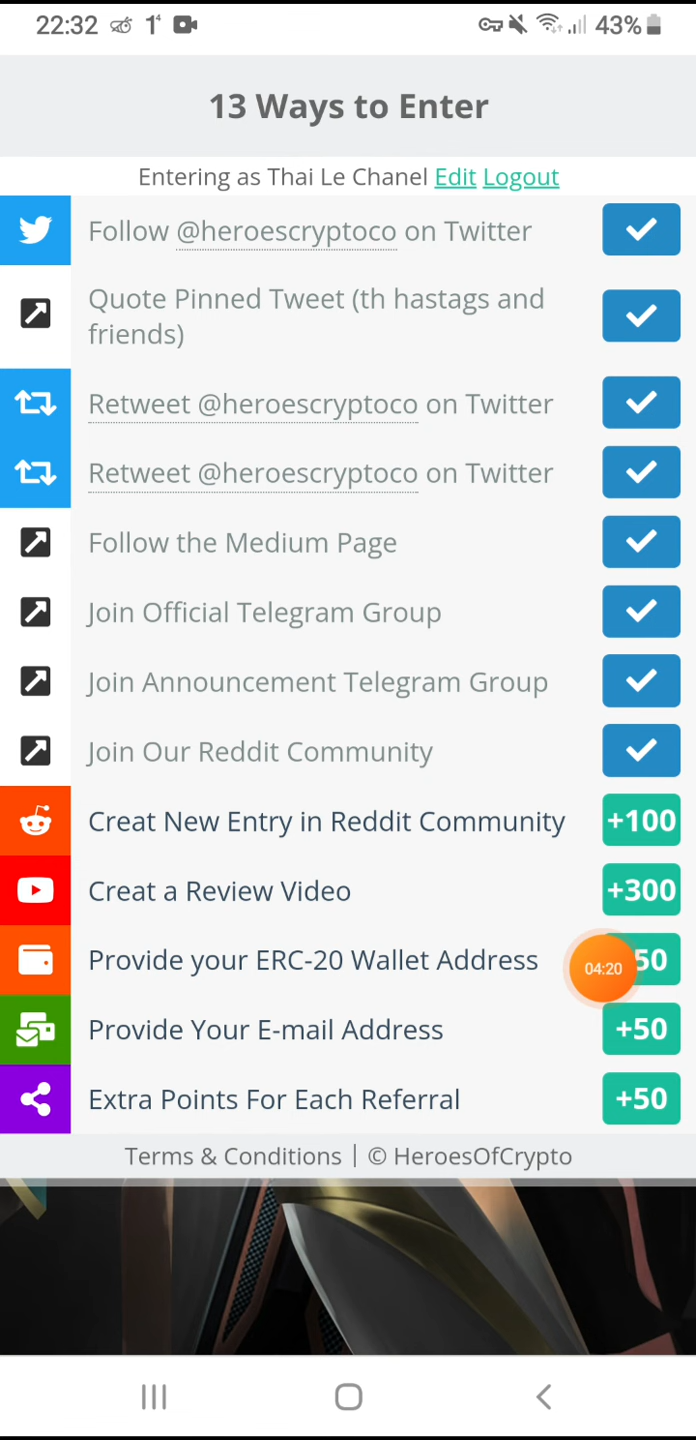 22:32 1⁴ 43%
13 Ways to Enter
Entering as Thai Le Chanel Edit Logout
Follow @heroescryptoco on Twitter
Quote Pinned Tweet (th hastags and
friends)
Retweet @heroescryptoco on Twitter
Retweet @heroescryptoco on Twitter
Follow the Medium Page
Join Official Telegram Group
Join Announcement Telegram Group
Join Our Reddit Community
Creat New Entry in Reddit Community +100
Creat a Review Video +300
Provide your ERC-20 Wallet Address 04:20 50
Provide Your E-mail Address +50
Extra Points For Each Referral +50
Terms & Conditions | © HeroesOfCrypto